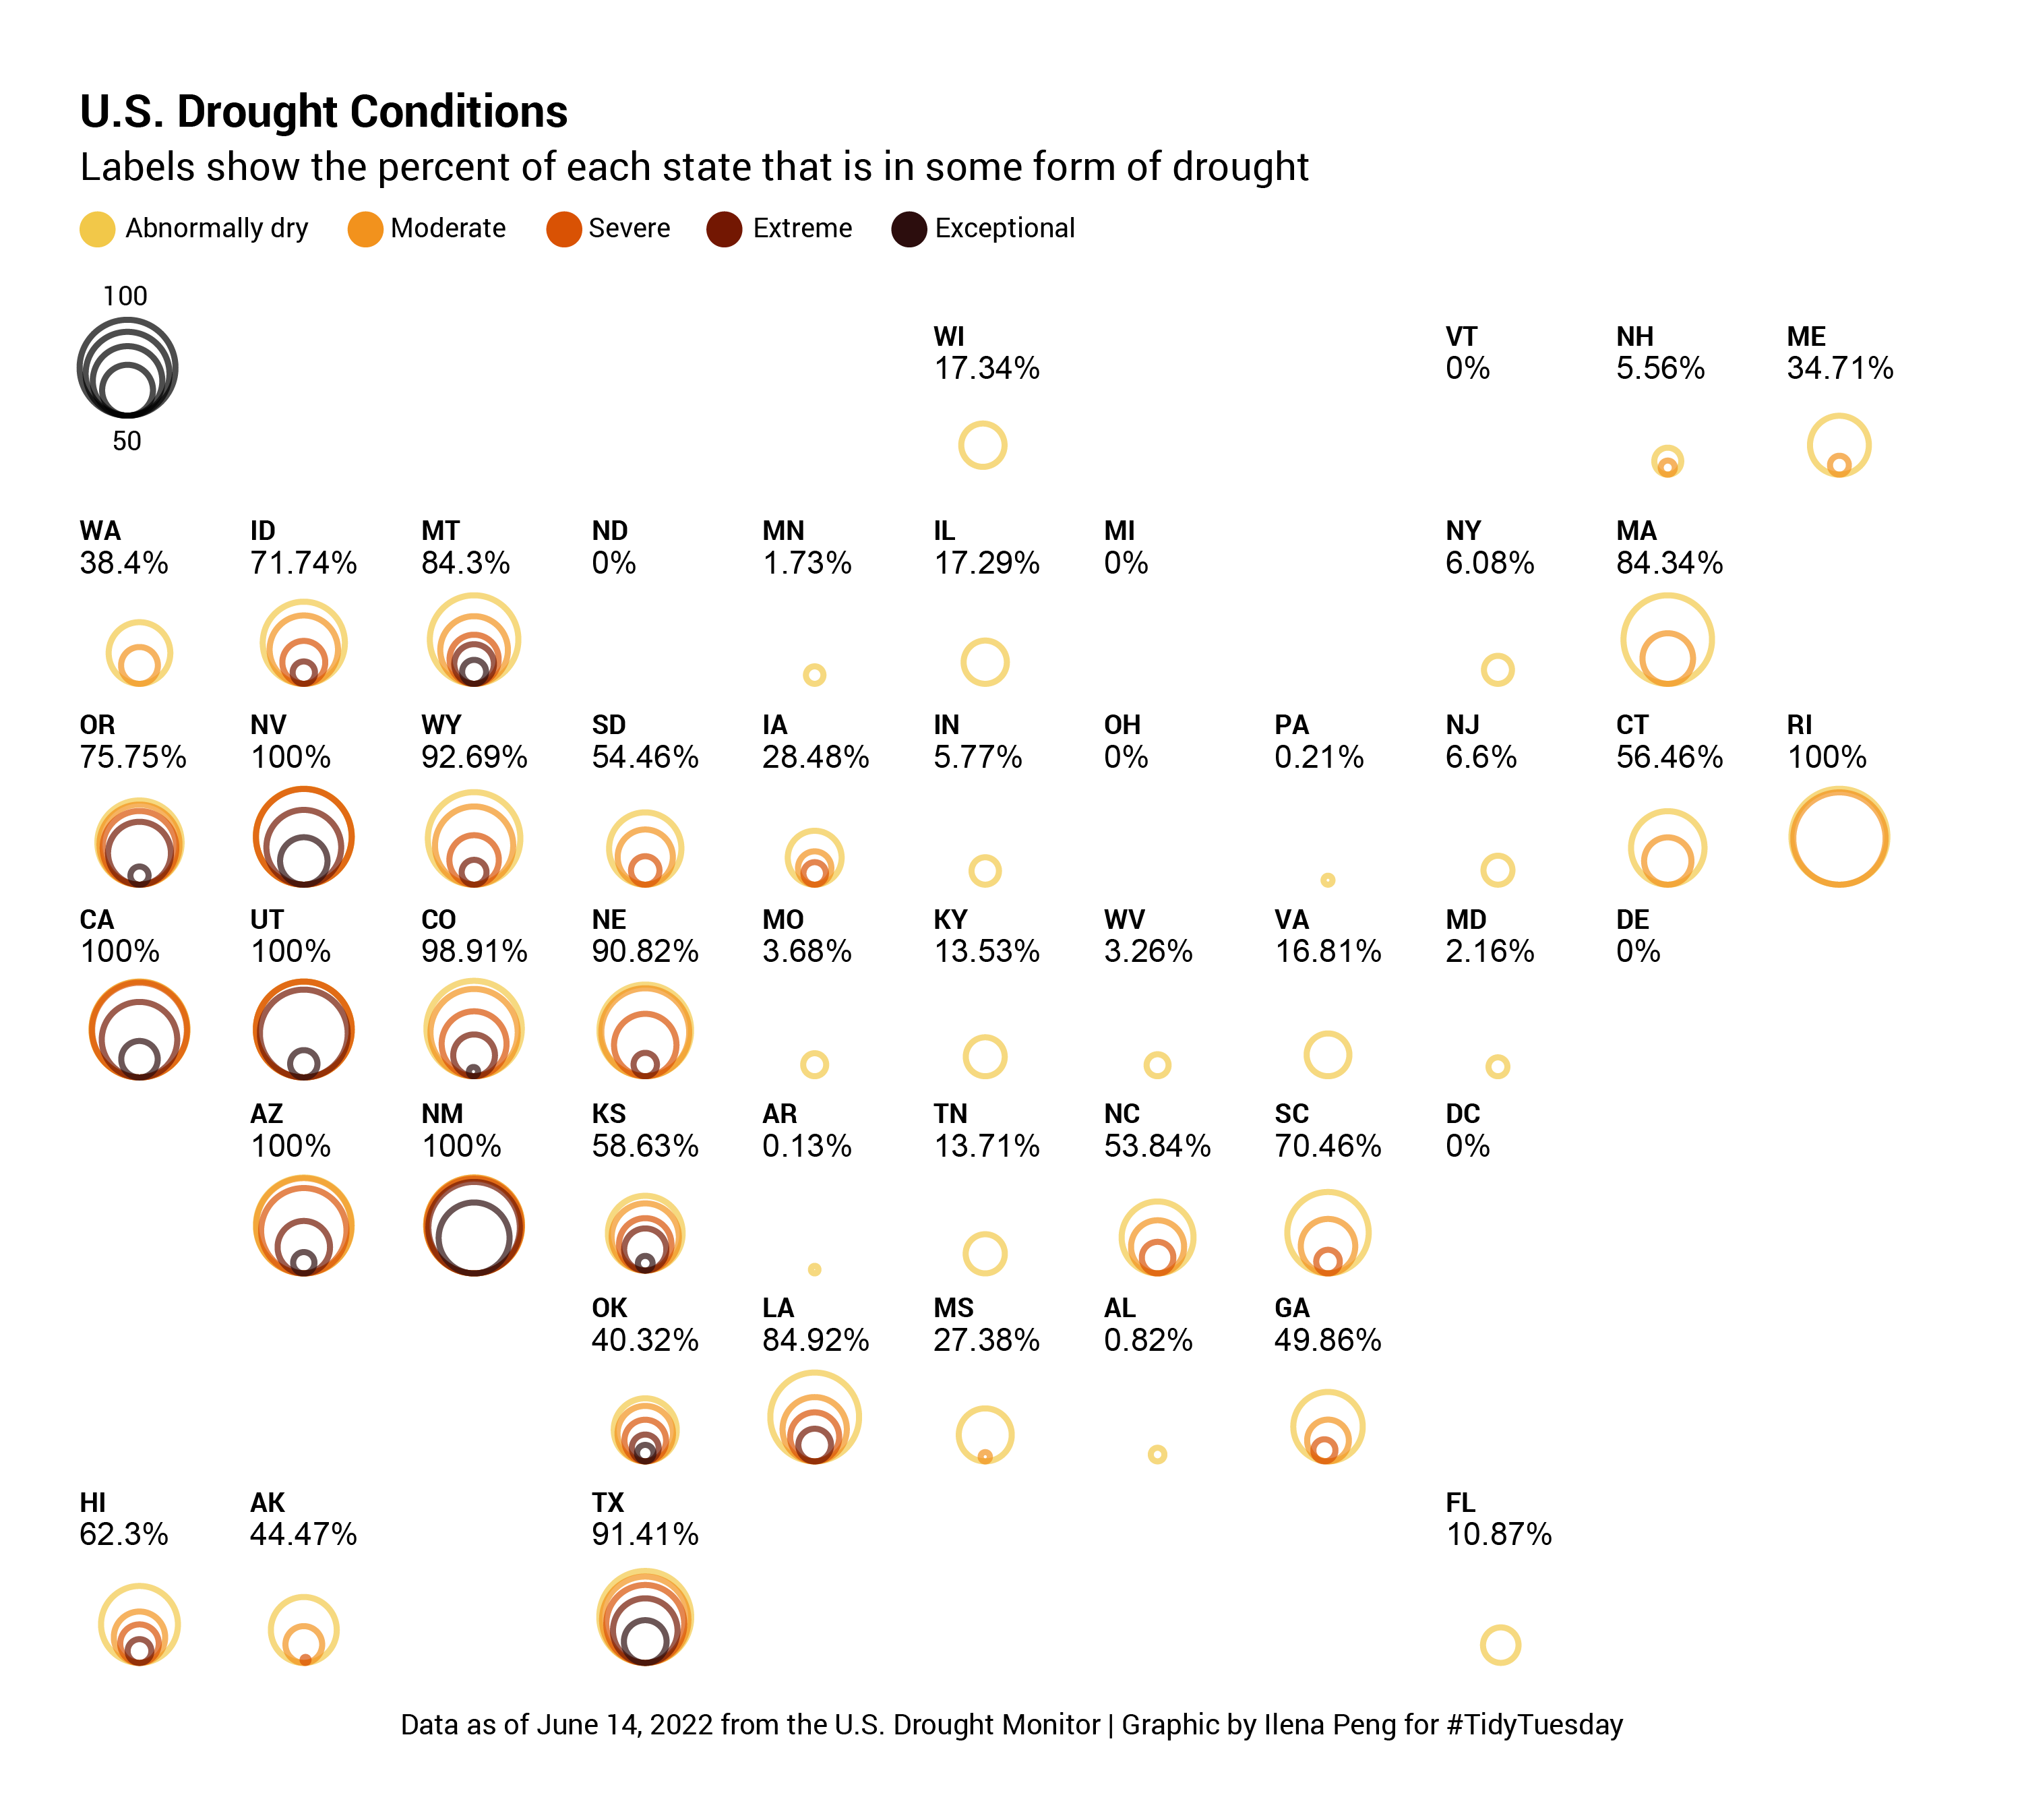 U.S. Drought Conditions
Labels show the percent of each state that is in some form of drought
Abnormally dry Moderate Severe Extreme Exceptional
100
50
WI VT NH ME
17.34% 0% 5.56% 34.71%
WA ID MT ND MN IL MI NY MA
38.4% 71.74% 84.3% 0% 1.73% 17.29% 0% 6.08% 84.34%
OR NV WY SD IA IN OH PA NJ CT RI
75.75% 100% 92.69% 54.46% 28.48% 5.77% 0% 0.21% 6.6% 56.46% 100%
CA UT CO NE MO KY WV VA MD DE
100% 100% 98.91% 90.82% 3.68% 13.53% 3.26% 16.81% 2.16% 0%
AZ NM KS AR TN NC SC DC
100% 100% 58.63% 0.13% 13.71% 53.84% 70.46% 0%
OK LA MS AL GA
40.32% 84.92% 27.38% 0.82% 49.86%
HI AK TX FL
62.3% 44.47% 91.41% 10.87%
Data as of June 14, 2022 from the U.S. Drought Monitor | Graphic by Ilena Peng for #TidyTuesday